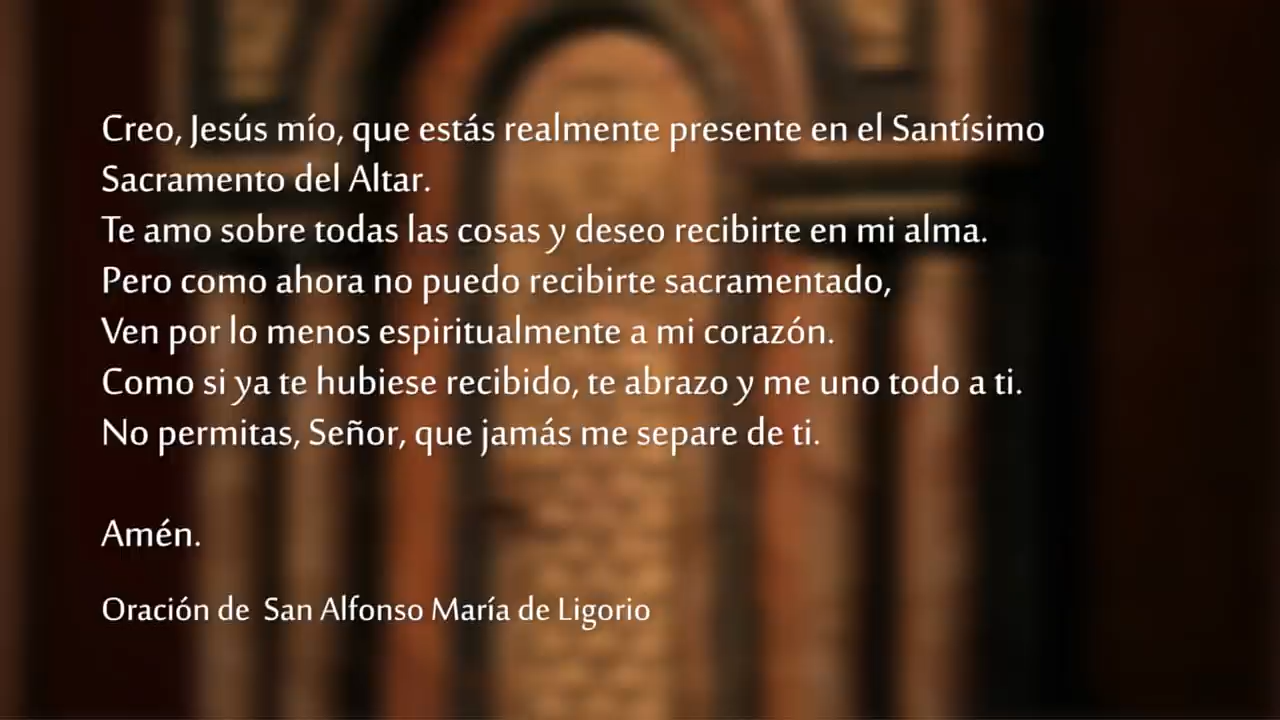 Creo, Jesús mío, que estás realmente presente en el Santísimo
Sacramento del Altar.
Te amo sobre todas las cosas y deseo recibirte en mi alma.
Pero como ahora no puedo recibirte sacramentado,
Ven por lo menos espiritualmente a mi corazón.
Como si ya te hubiese recibido, te abrazo y me uno todo a ti.
No permitas, Señor, que jamás me separe de ti.
Amén.
Oración de  San Alfonso María de Ligorio